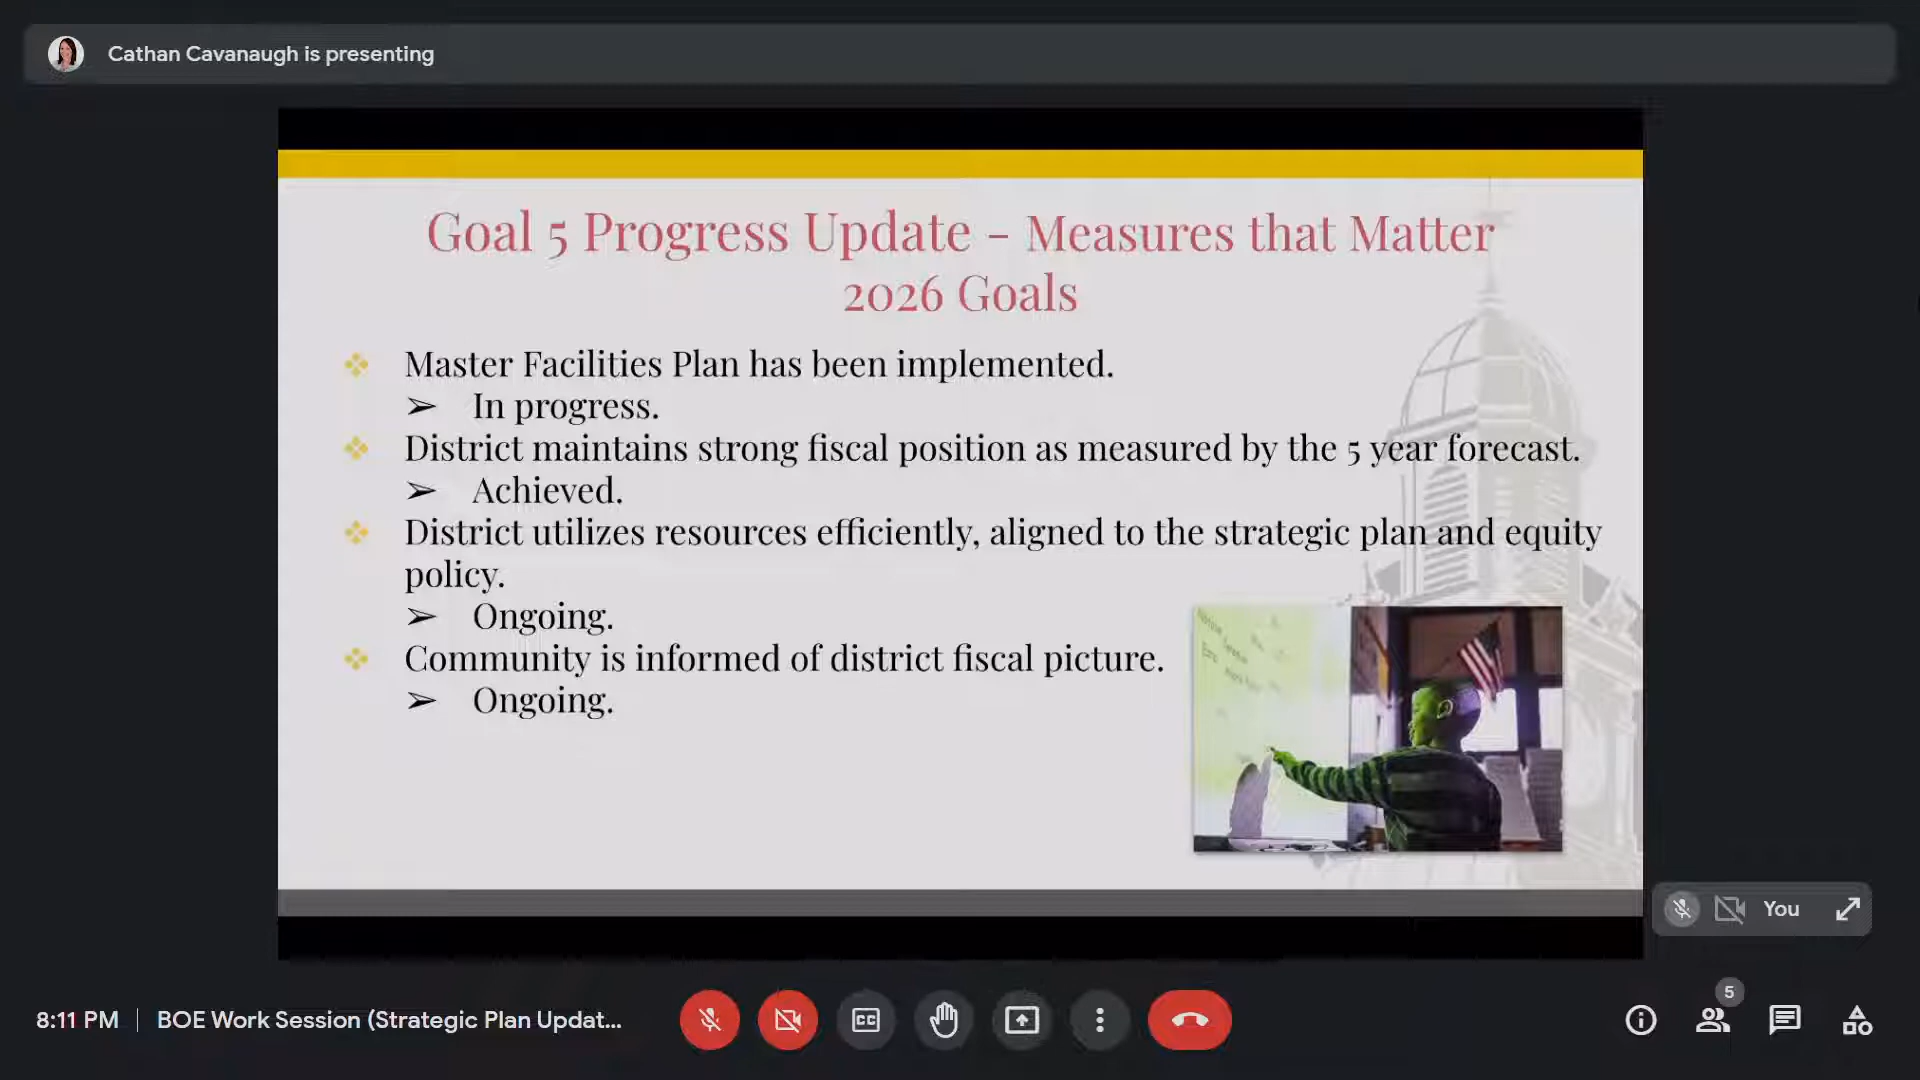 Cathan Cavanaugh is presenting
Goal 5 Progress Update - Measures that Matter
2026 Goals
❖ Master Facilities Plan has been implemented.
➢ In progress.
❖ District maintains strong fiscal position as measured by the 5 year forecast.
➢ Achieved.
❖ District utilizes resources efficiently, aligned to the strategic plan and equity
policy.
➢ Ongoing.
❖ Community is informed of district fiscal picture.
➢ Ongoing.
You
5
8:11 PM | BOE Work Session (Strategic Plan Updat...
CC